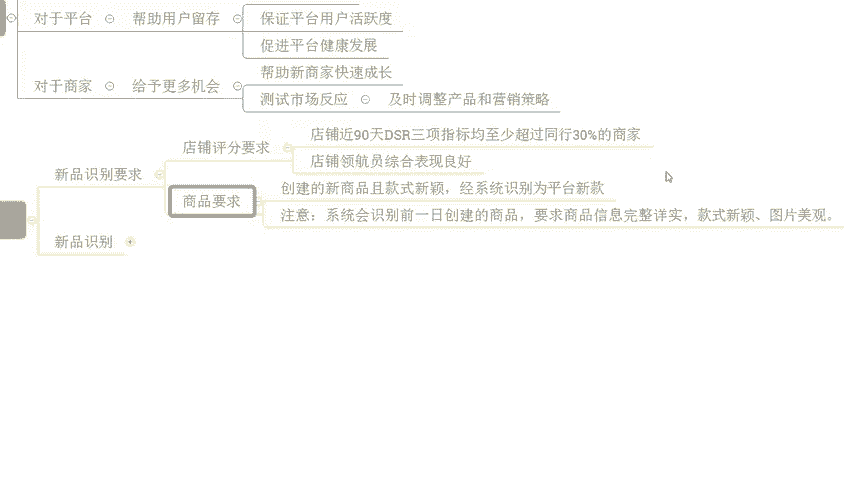 对于平台 帮助用户留存 保证平台用户活跃度
促进平台健康发展
对于商家 给予更多机会 帮助新商家快速成长
测试市场反应 及时调整产品和营销策略
新品识别要求 店铺评分要求 店铺近90天DSR三项指标均至少超过同行30%的商家
店铺领航员综合表现良好
商品要求 创建的新商品且款式新颖，经系统识别为平台新款
注意：系统会识别前一日创建的商品，要求商品信息完整详实，款式新颖、图片美观。
新品识别